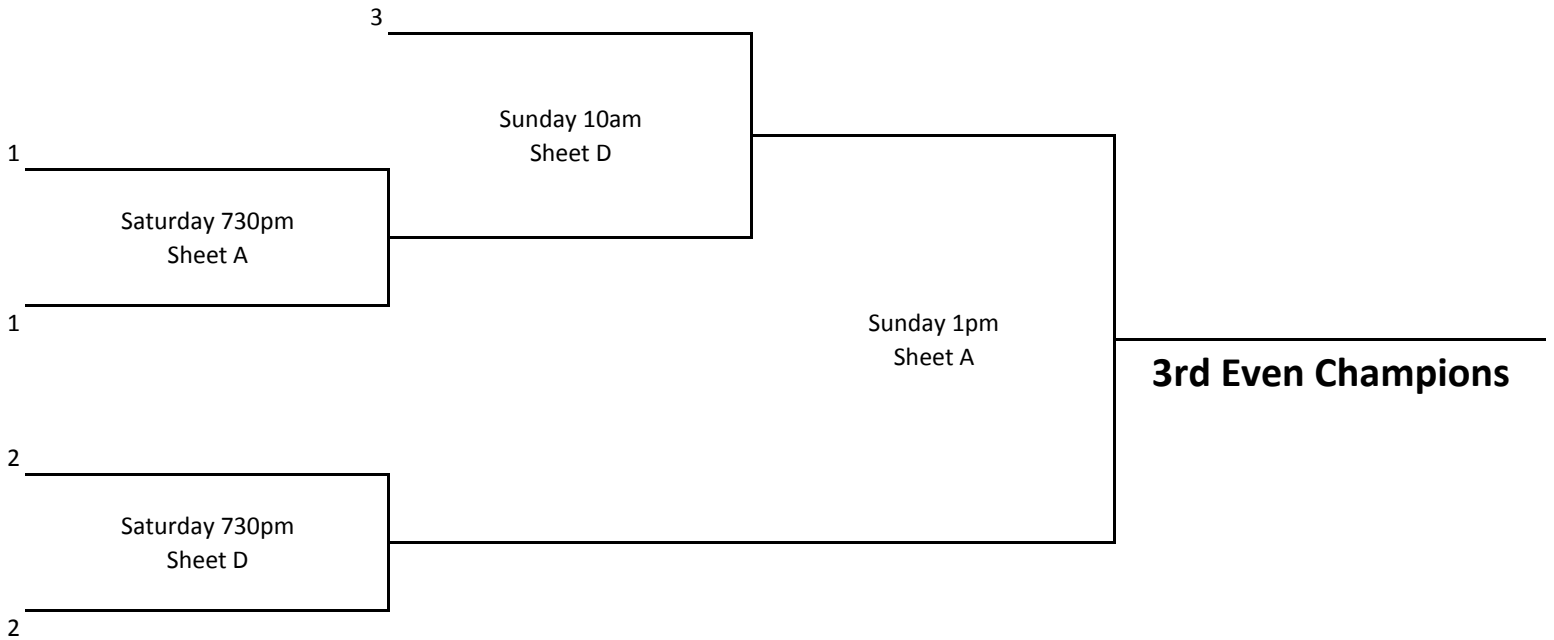 3
Sunday 10am
Sheet D
1
Saturday 730pm
Sheet A
1
Sunday 1pm
Sheet A
3rd Even Champions
2
Saturday 730pm
Sheet D
2